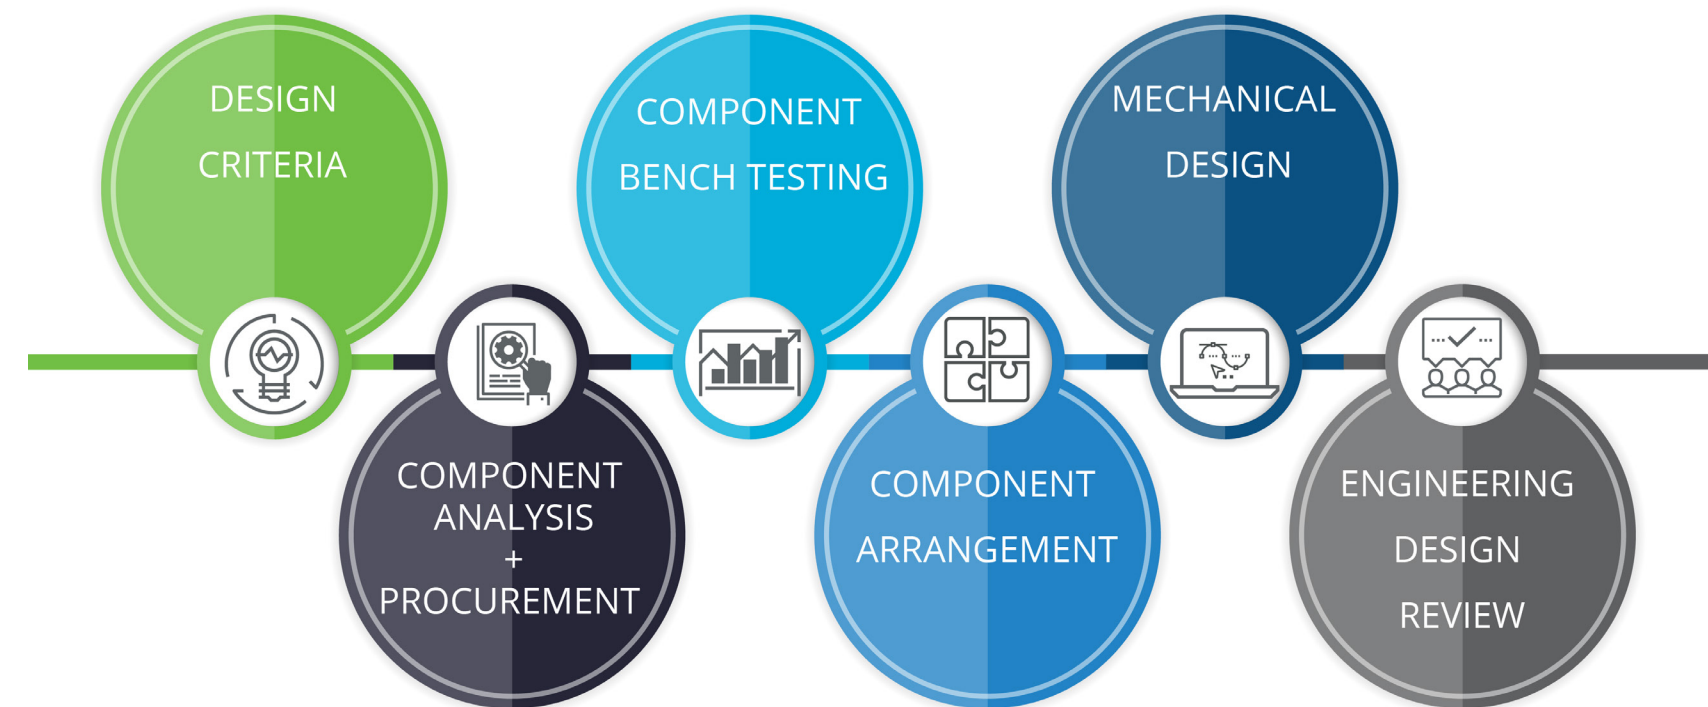 DESIGN
CRITERIA
COMPONENT
ANALYSIS
+
PROCUREMENT
COMPONENT
BENCH TESTING
COMPONENT
ARRANGEMENT
MECHANICAL
DESIGN
ENGINEERING
DESIGN
REVIEW